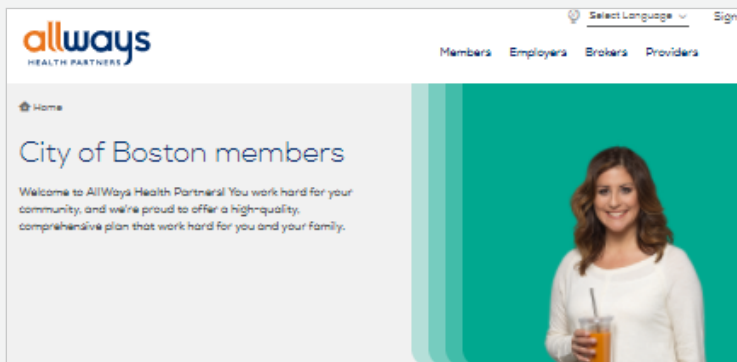 Select Language
Sign
allways
HEALTH PARTNERS
Members Employers Brokers Providers
Home
City of Boston members
Welcome to AllWays Health Partners! You work hard for your
community, and we're proud to offer a high-quality,
comprehensive plan that work hard for you and your family.